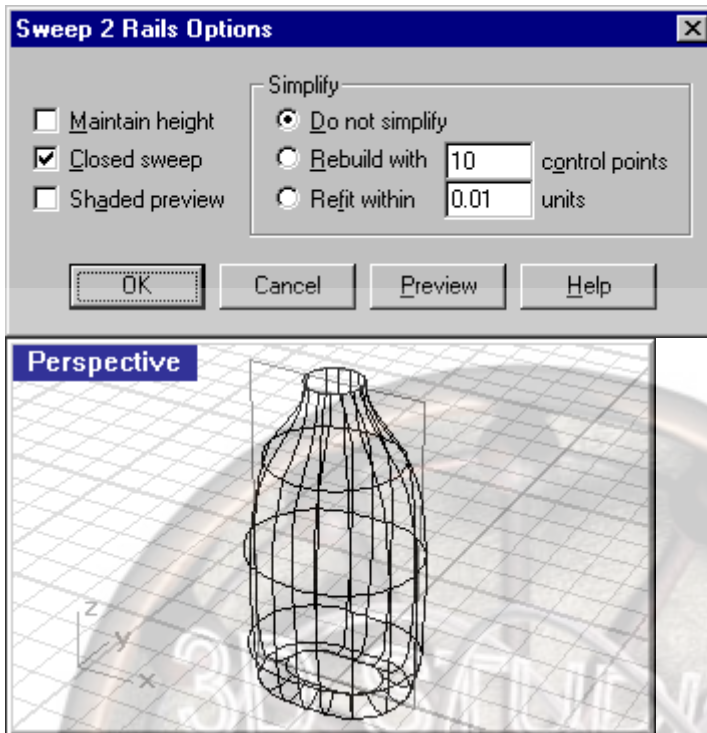 Sweep 2 Rails Options
Simplify
Maintain height
Do not simplify
Closed sweep
Rebuild with 10 control points
Shaded preview
Refit within 0.01 units
OK Cancel Preview Help
Perspective
z
y
x